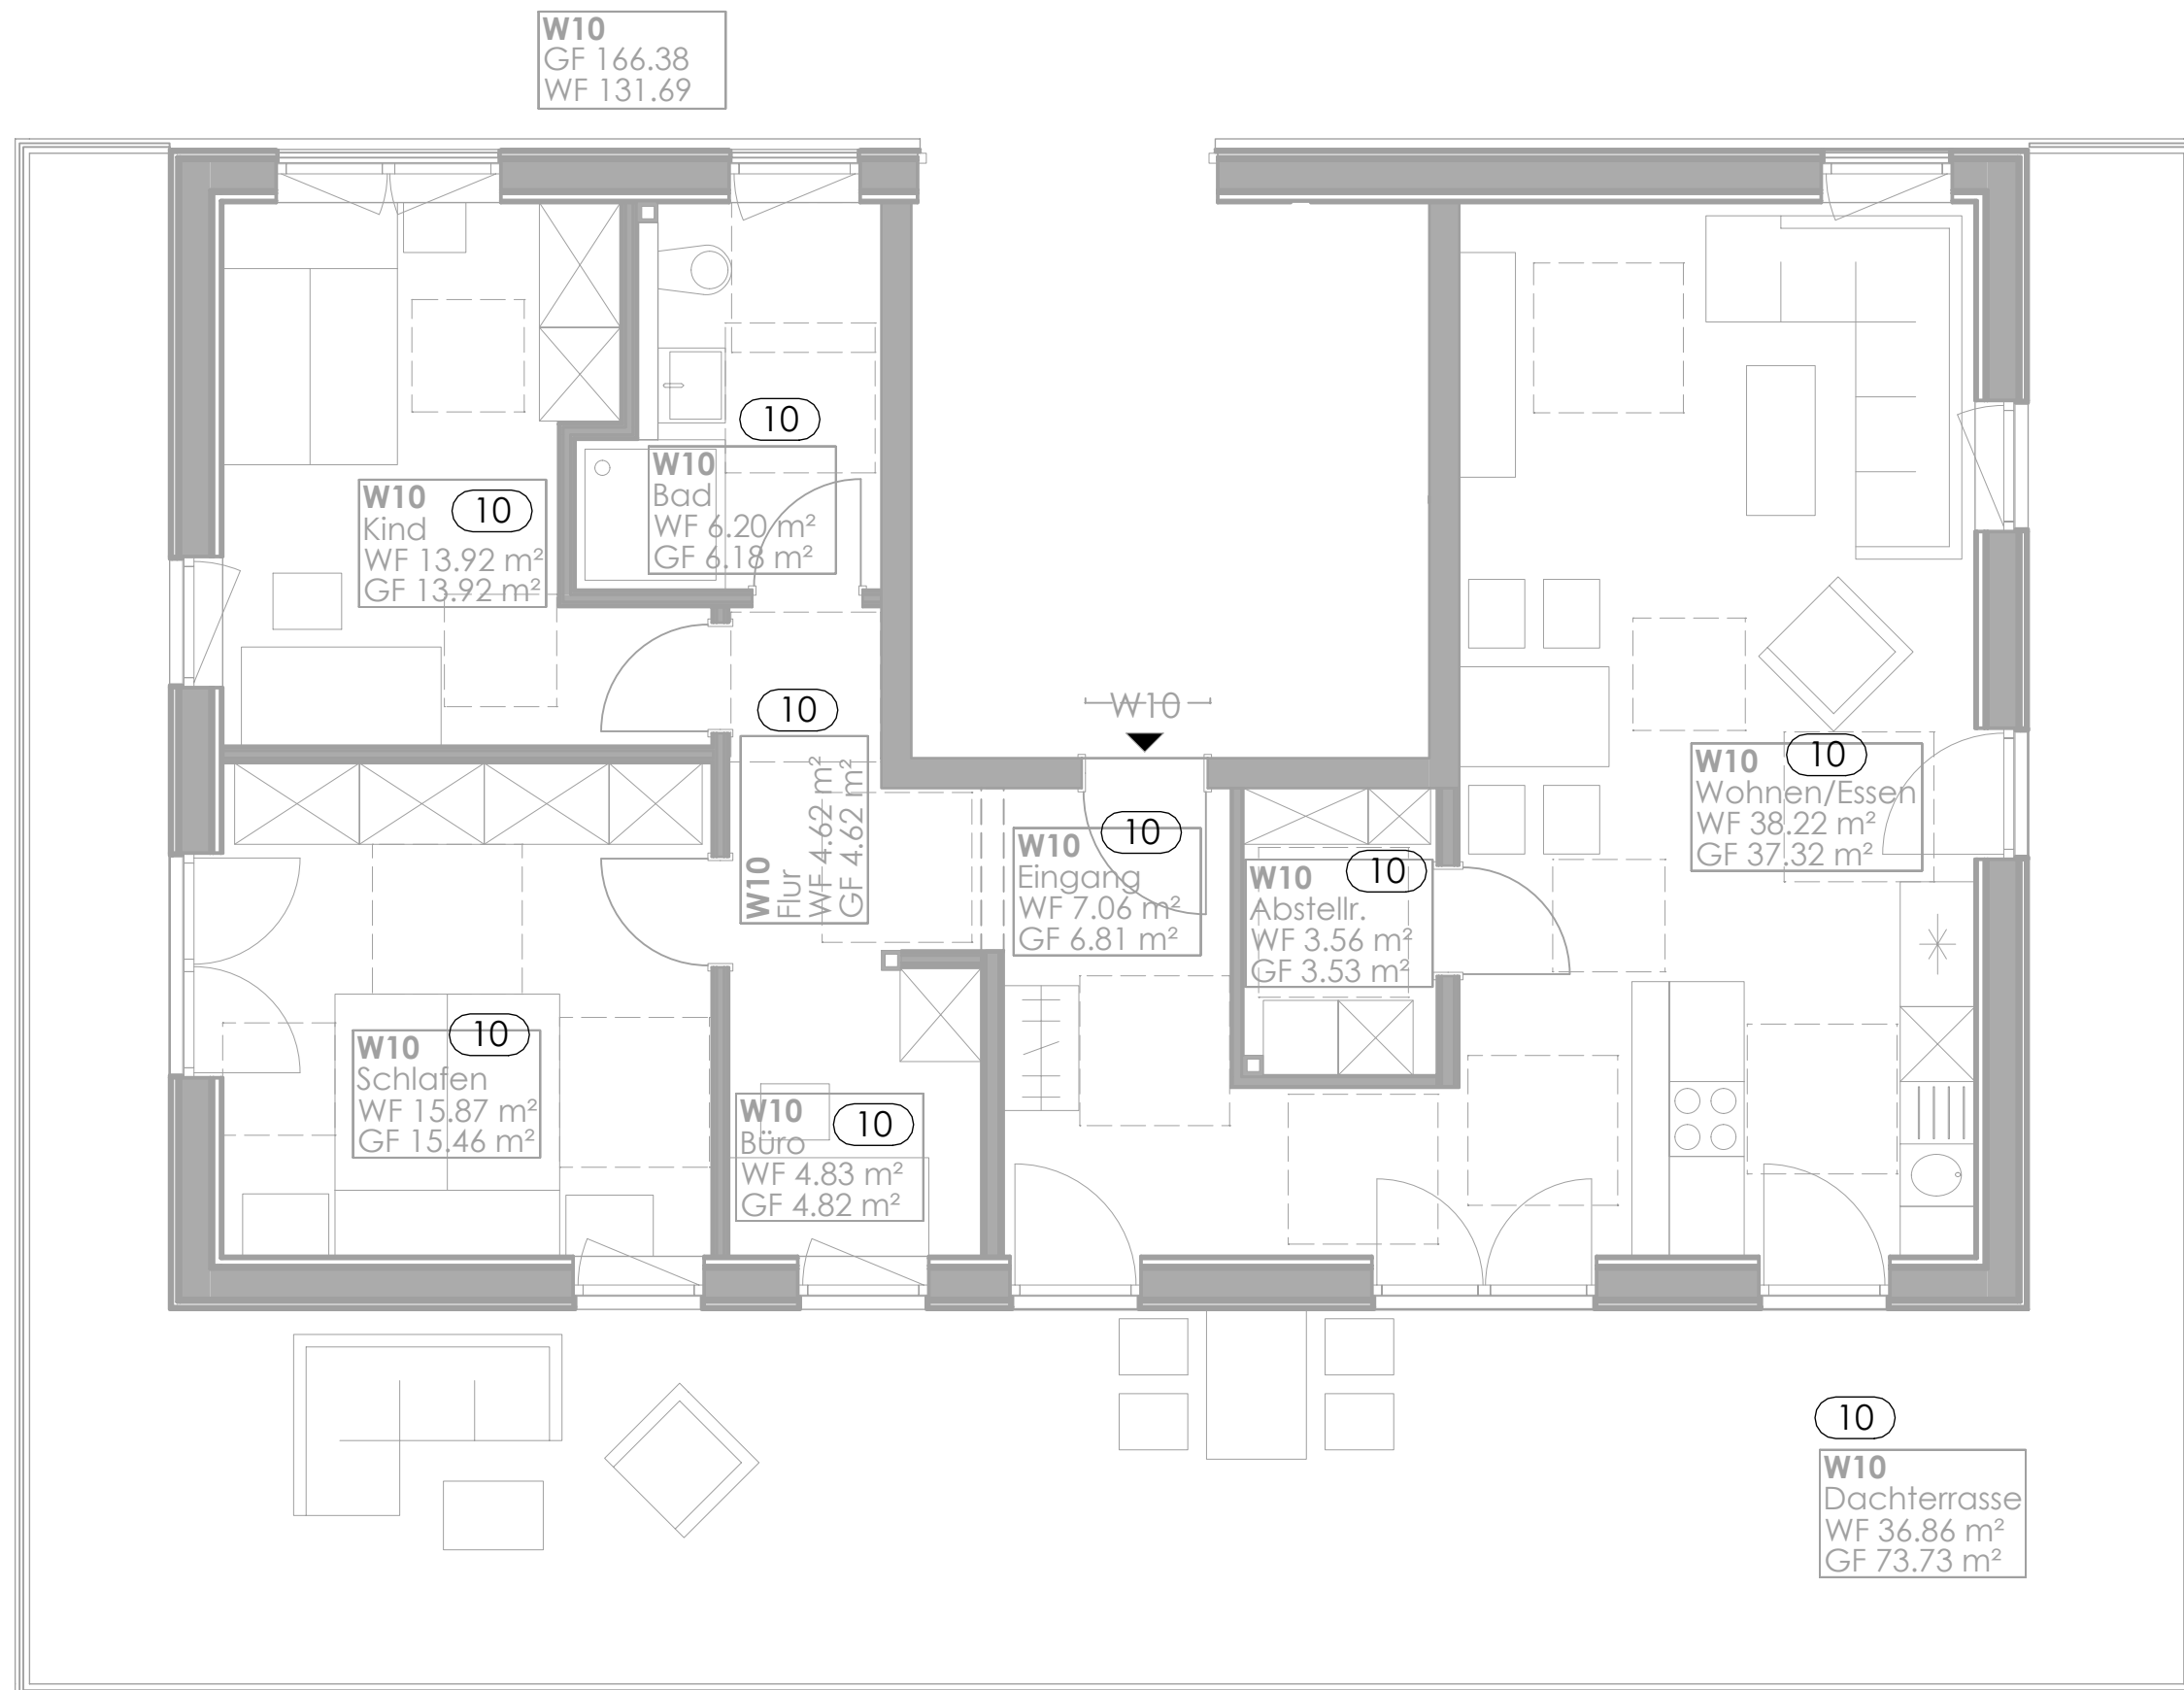 W10
GF 166.38
WF 131.69
10
W10
Bad
WF 6.20 m²
GF 6.18 m²
10
W10
Kind
WF 13.92 m²
GF 13.92 m²
W10
10
W10
Flur
WF 4.62 m²
GF 4.62 m²
10
W10
Wohnen/Essen
WF 38.22 m²
GF 37.32 m²
10
W10
Eingang
WF 7.06 m²
GF 6.81 m²
10
W10
Abstellr.
WF 3.56 m²
GF 3.53 m²
10
W10
Schlafen
WF 15.87 m²
GF 15.46 m²
10
W10
Büro
WF 4.83 m²
GF 4.82 m²
10
W10
Dachterrasse
WF 36.86 m²
GF 73.73 m²